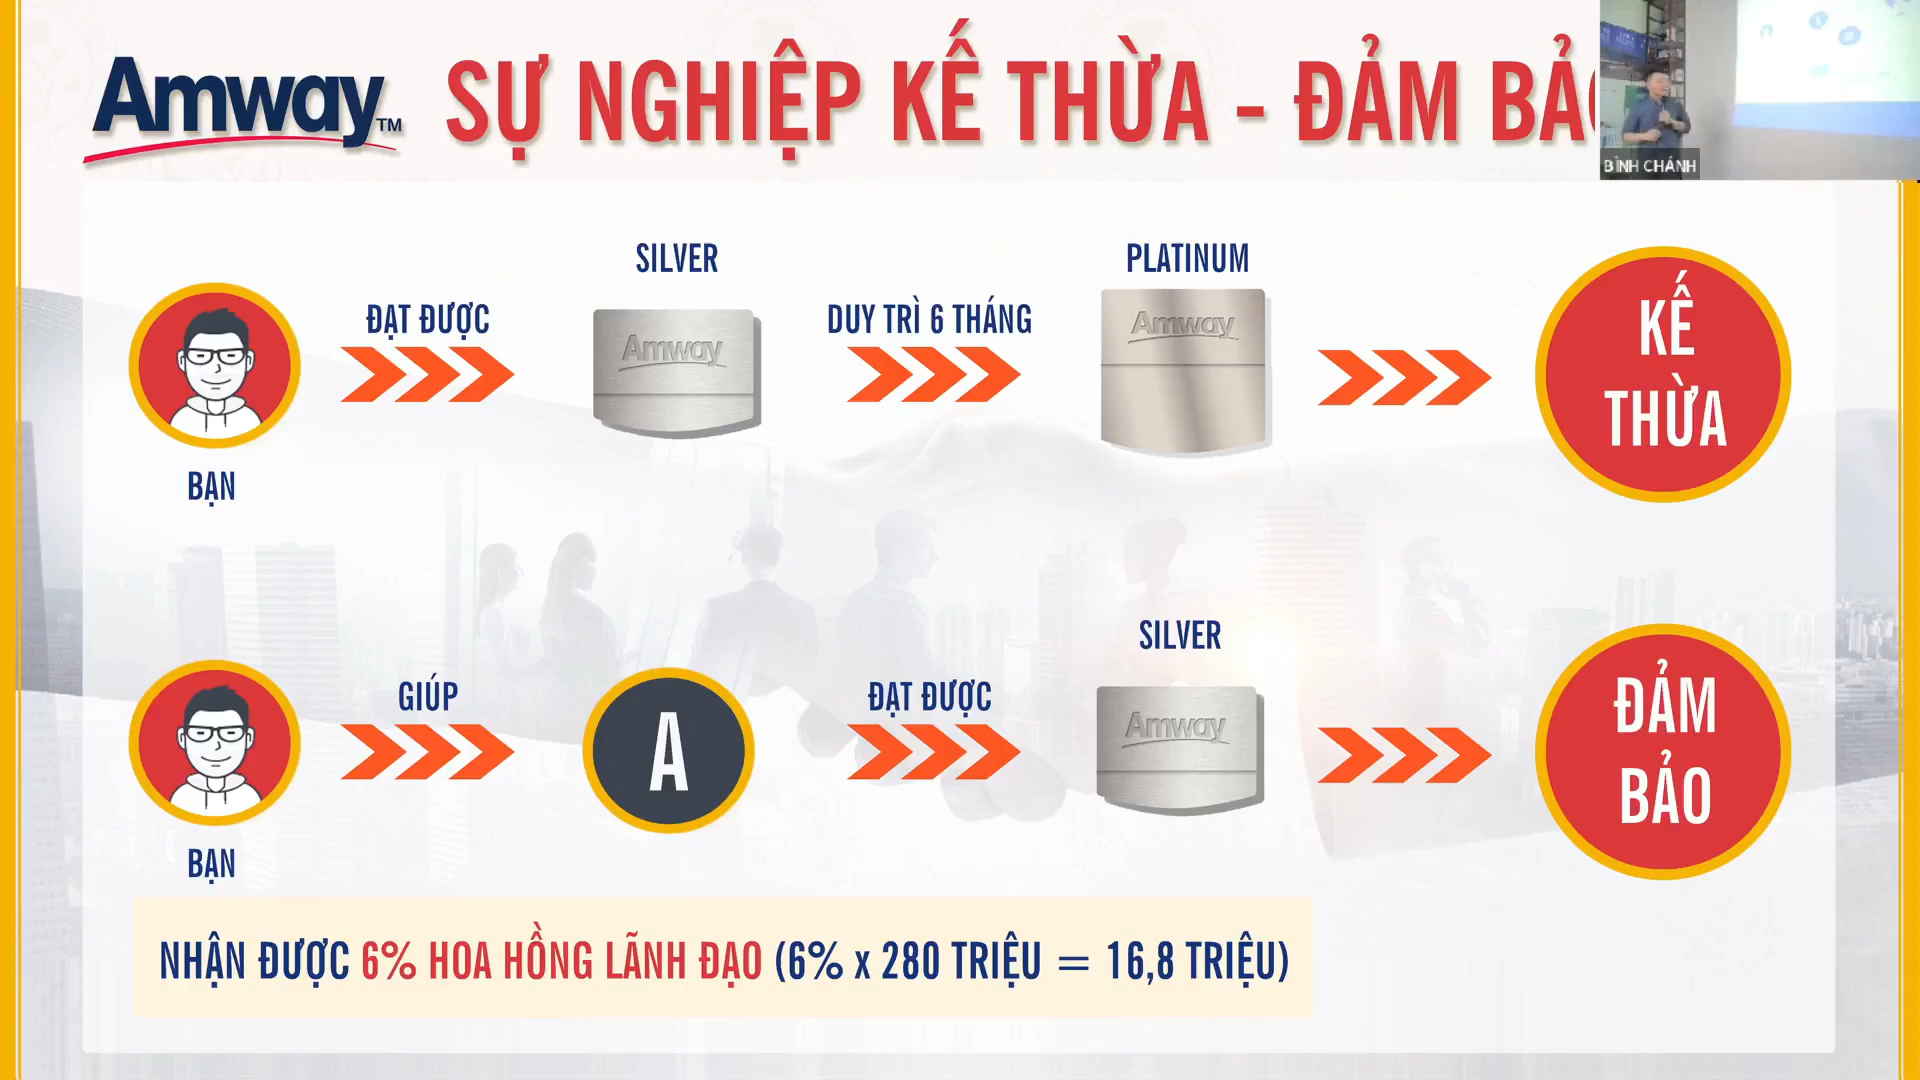 Amway™
SỰ NGHIỆP KẾ THỪA - ĐẢM BẢO
BÌNH CHÁNH
SILVER
PLATINUM
ĐẠT ĐƯỢC
DUY TRÌ 6 THÁNG
Amway
Amway
KẾ
THỪA
BẠN
SILVER
GIÚP
ĐẠT ĐƯỢC
A
Amway
ĐẢM
BẢO
BẠN
NHẬN ĐƯỢC 6% HOA HỒNG LÃNH ĐẠO (6% x 280 TRIỆU = 16,8 TRIỆU)